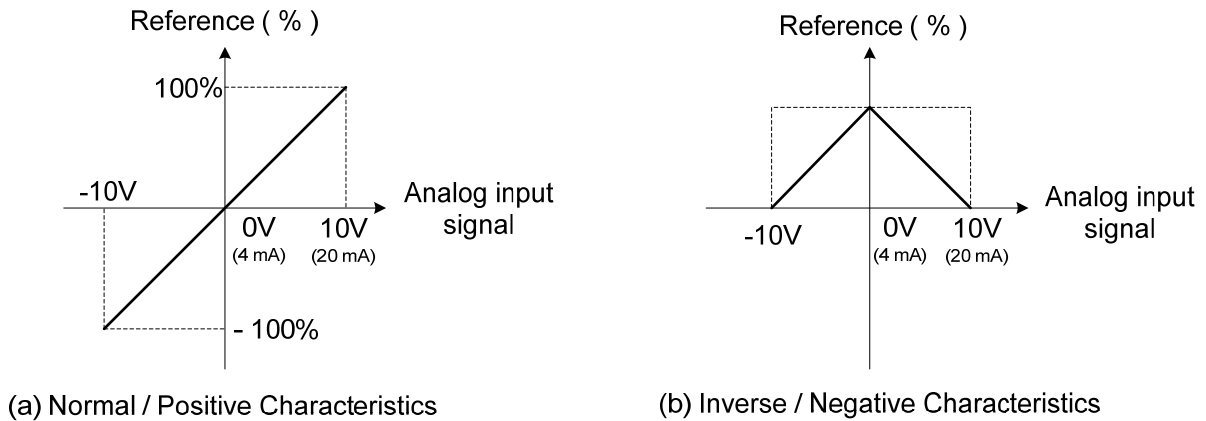 Reference ( % )
100%
-10V
Analog input
signal
0V
(4 mA)
10V
(20 mA)
- 100%
(a) Normal / Positive Characteristics
Reference ( % )
Analog input
signal
-10V
0V
(4 mA)
10V
(20 mA)
(b) Inverse / Negative Characteristics